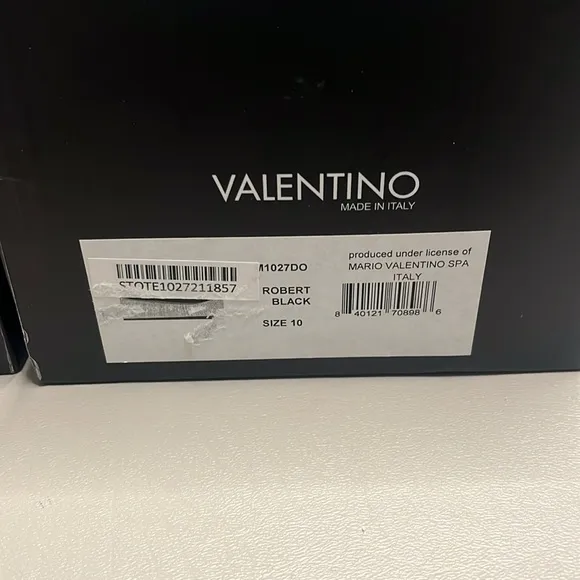 VALENTINO
MADE IN ITALY
STOTE1027211857
M1027DO
ROBERT
BLACK
SIZE 10
produced under license of
MARIO VALENTINO SPA
ITALY
8 40121 70898 6